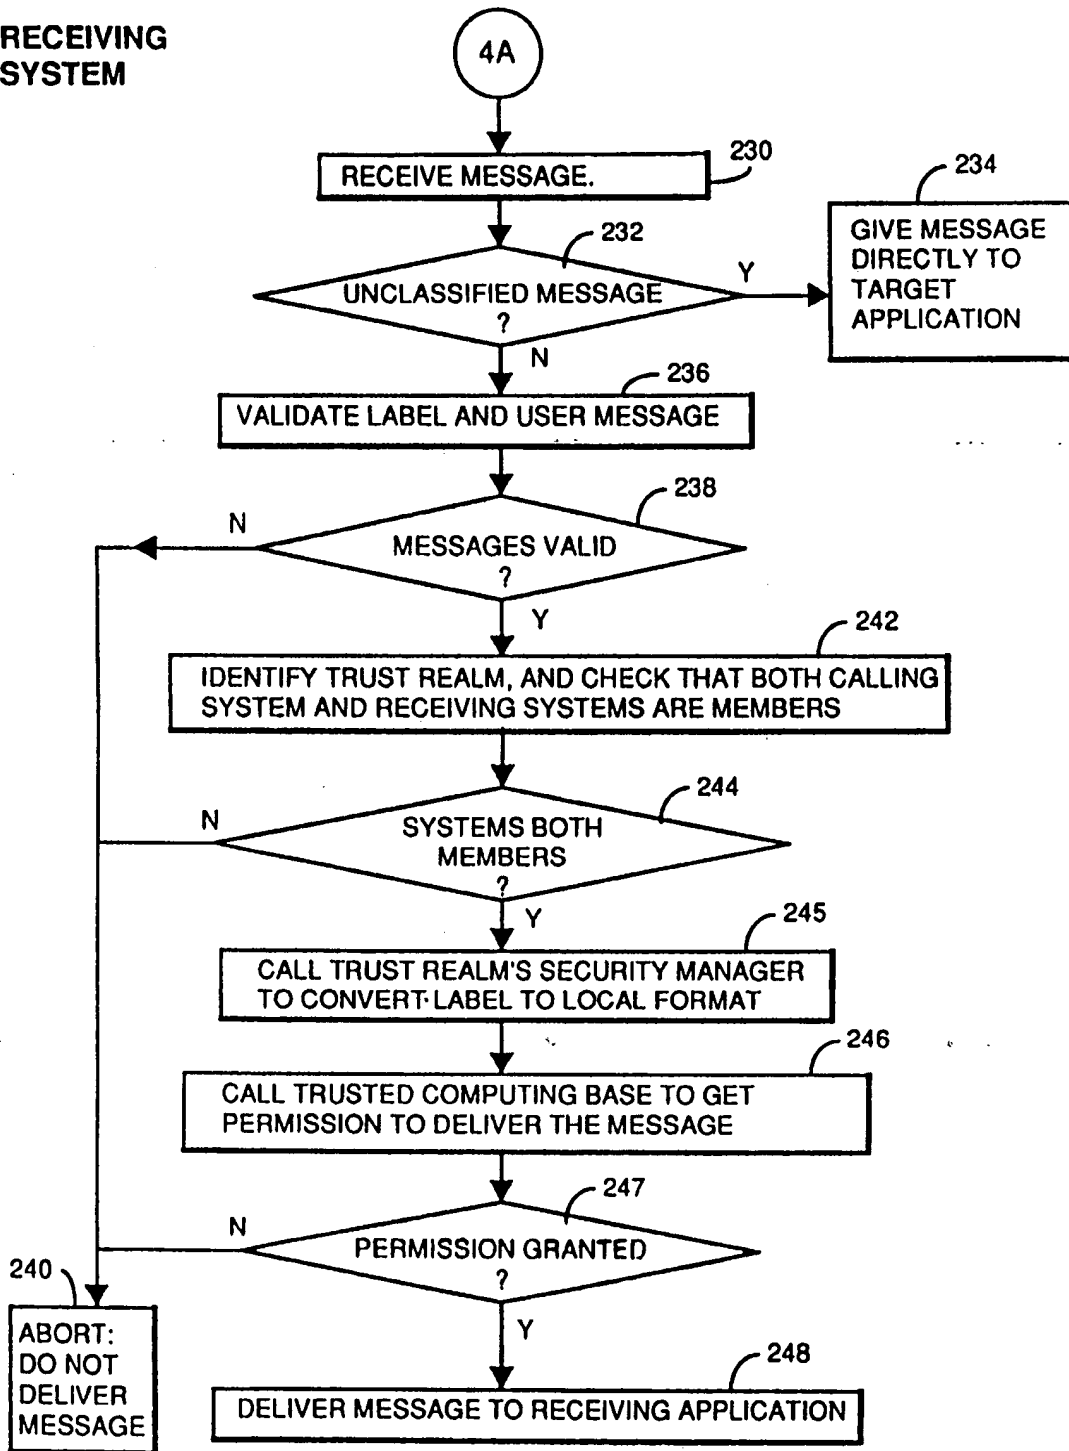 RECEIVING
SYSTEM
4A
230
RECEIVE MESSAGE.
232
234
UNCLASSIFIED MESSAGE
?
Y
GIVE MESSAGE
DIRECTLY TO
TARGET
APPLICATION
N
236
VALIDATE LABEL AND USER MESSAGE
238
N
MESSAGES VALID
?
Y
242
IDENTIFY TRUST REALM, AND CHECK THAT BOTH CALLING
SYSTEM AND RECEIVING SYSTEMS ARE MEMBERS
244
N
SYSTEMS BOTH
MEMBERS
?
Y
245
CALL TRUST REALM'S SECURITY MANAGER
TO CONVERT LABEL TO LOCAL FORMAT
246
CALL TRUSTED COMPUTING BASE TO GET
PERMISSION TO DELIVER THE MESSAGE
247
N
PERMISSION GRANTED
?
Y
240
ABORT:
DO NOT
DELIVER
MESSAGE
248
DELIVER MESSAGE TO RECEIVING APPLICATION